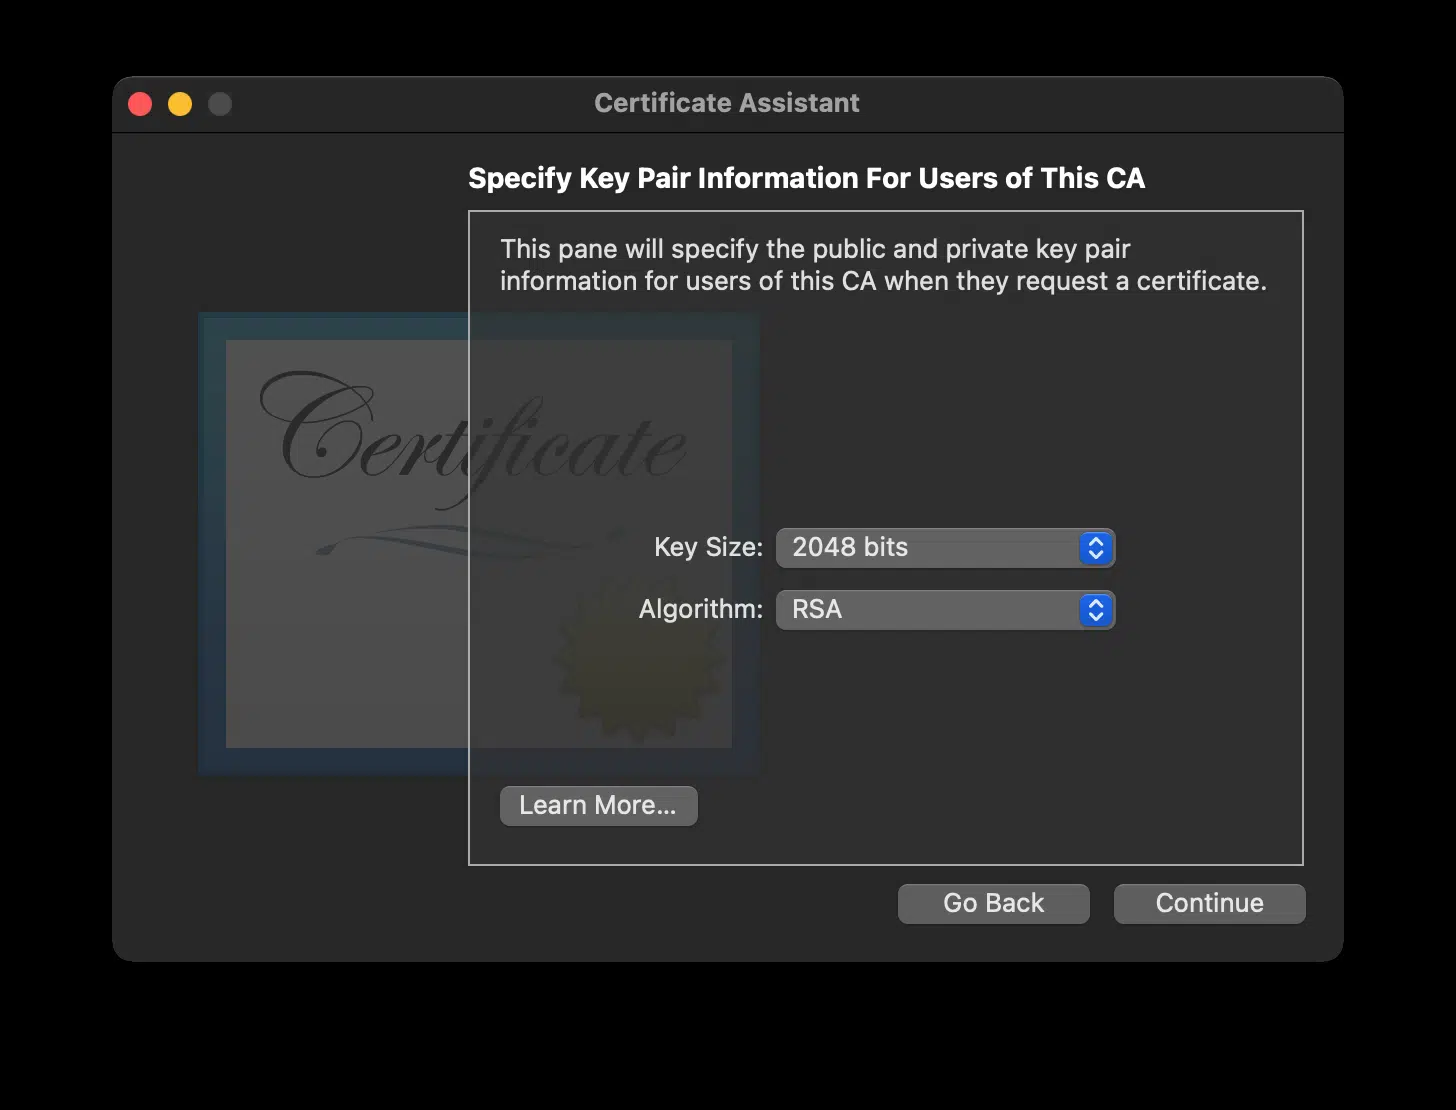 Certificate Assistant
Specify Key Pair Information For Users of This CA
This pane will specify the public and private key pair
information for users of this CA when they request a certificate.
Certificate
Key Size: 2048 bits
Algorithm: RSA
Learn More...
Go Back Continue